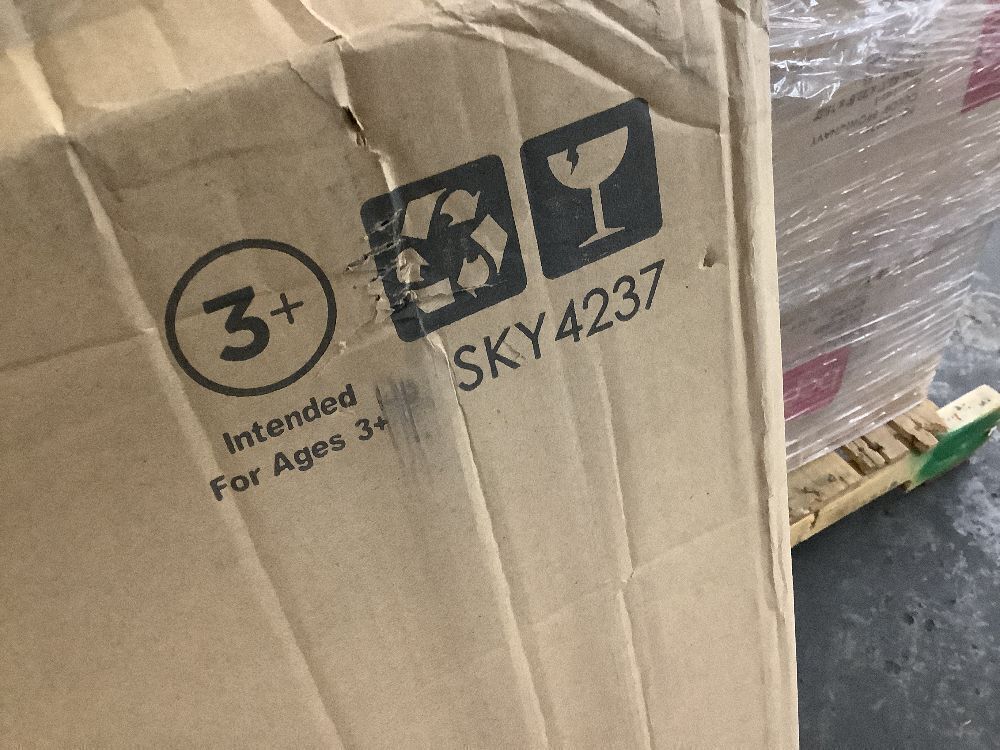 3+
SKY4237
Intended
For Ages 3+